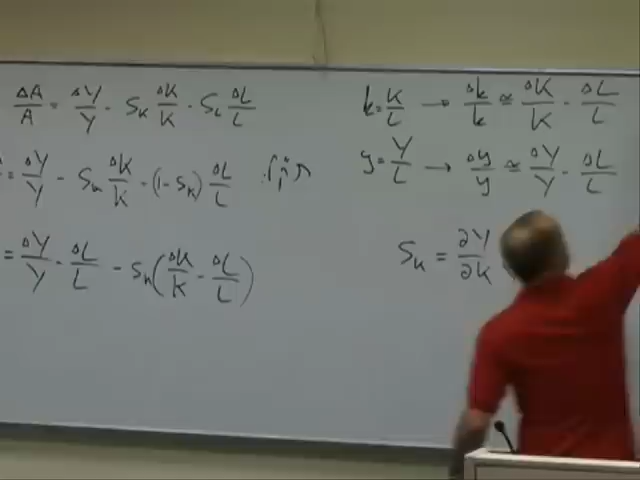 ΔA/A = ΔY/Y - S_K ΔK/K - S_L ΔL/L
= ΔY/Y - S_K ΔK/K - (1 - S_K) ΔL/L
= ΔY/Y - ΔL/L - S_K (ΔK/K - ΔL/L)
k = K/L → Δk/k ≅ ΔK/K - ΔL/L
y = Y/L → Δy/y ≅ ΔY/Y - ΔL/L
S_K = ∂Y/∂K